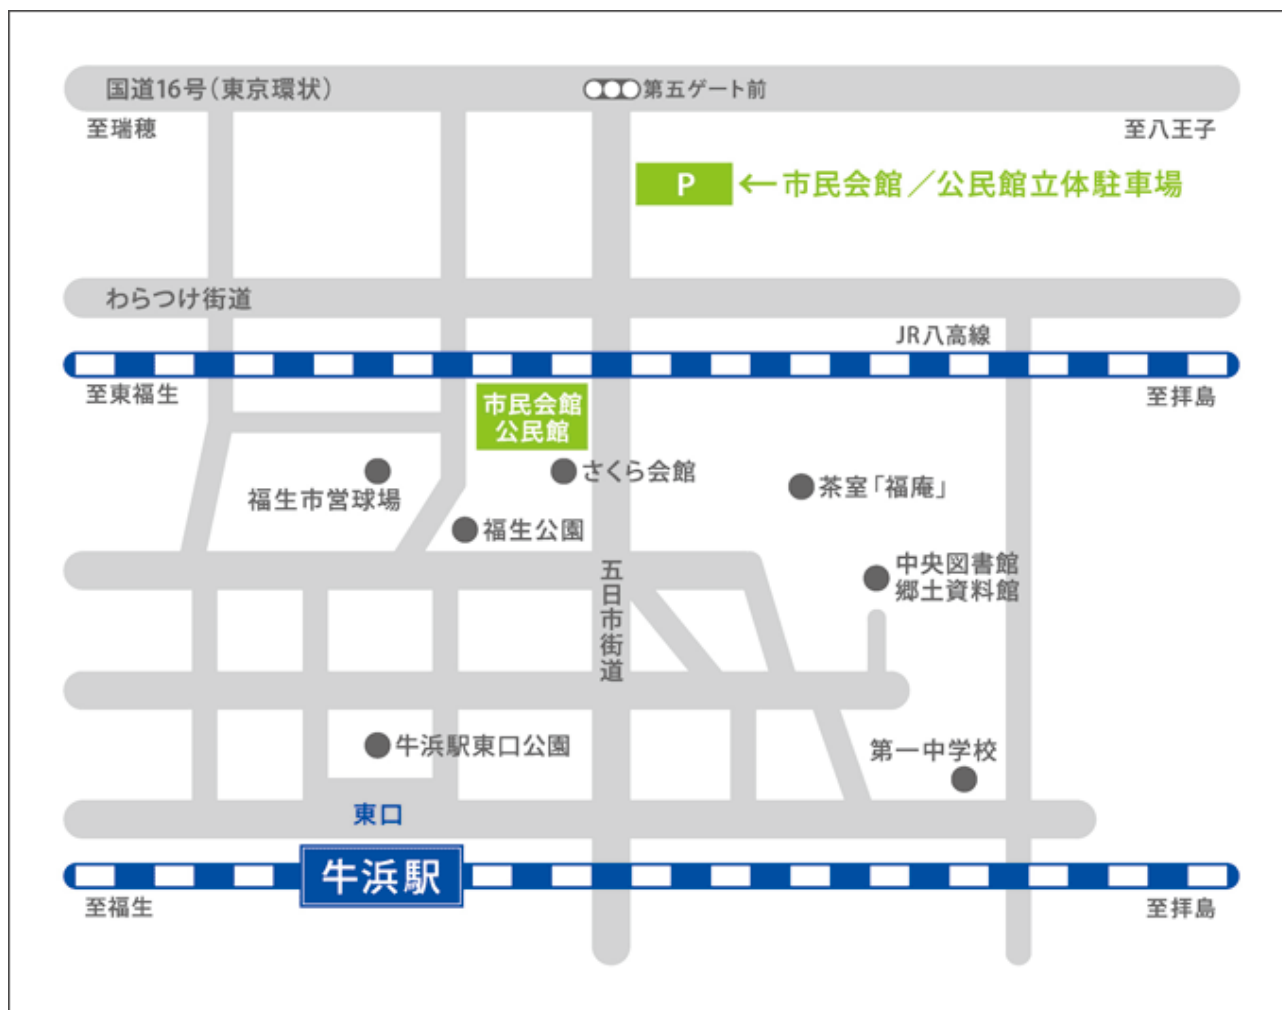 国道16号(東京環状)
第五ゲート前
至瑞穂
至八王子
P
←市民会館/公民館立体駐車場
わらつけ街道
JR八高線
至東福生
至拝島
市民会館
公民館
さくら会館
福生市営球場
茶室「福庵」
福生公園
五日市街道
中央図書館
郷土資料館
牛浜駅東口公園
第一中学校
東口
牛浜駅
至福生
至拝島